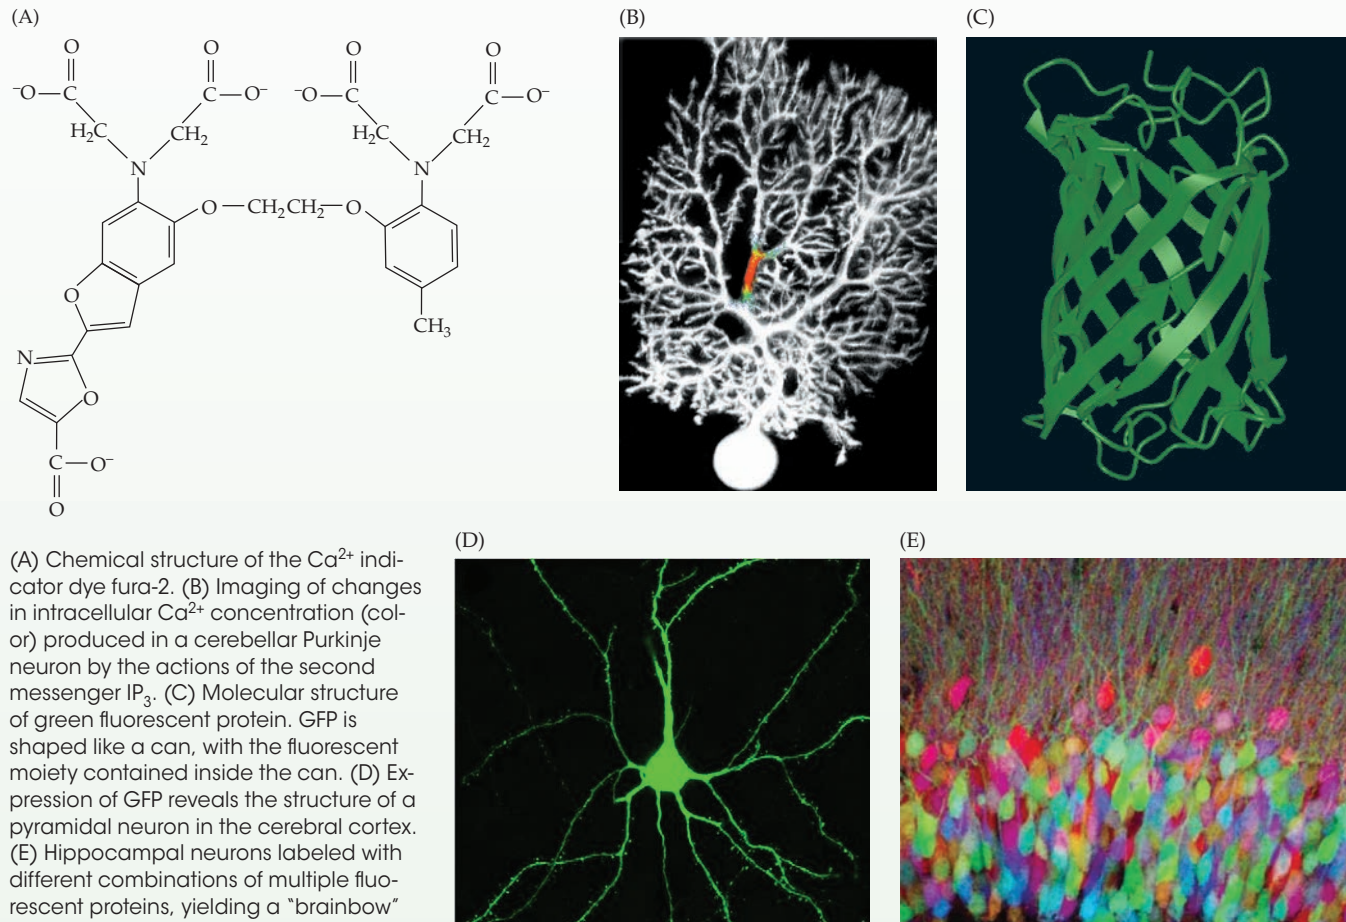 (A)
(B)
(C)
O O O O
⁻O—C C—O⁻ ⁻O—C C—O⁻
H₂C CH₂ H₂C CH₂
N N
O—CH₂CH₂—O
O
CH₃
N
O
C—O⁻
O
(A) Chemical structure of the Ca²⁺ indi-
cator dye fura-2. (B) Imaging of changes
in intracellular Ca²⁺ concentration (col-
or) produced in a cerebellar Purkinje
neuron by the actions of the second
messenger IP₃. (C) Molecular structure
of green fluorescent protein. GFP is
shaped like a can, with the fluorescent
moiety contained inside the can. (D) Ex-
pression of GFP reveals the structure of a
pyramidal neuron in the cerebral cortex.
(E) Hippocampal neurons labeled with
different combinations of multiple fluo-
rescent proteins, yielding a "brainbow"
(D)
(E)